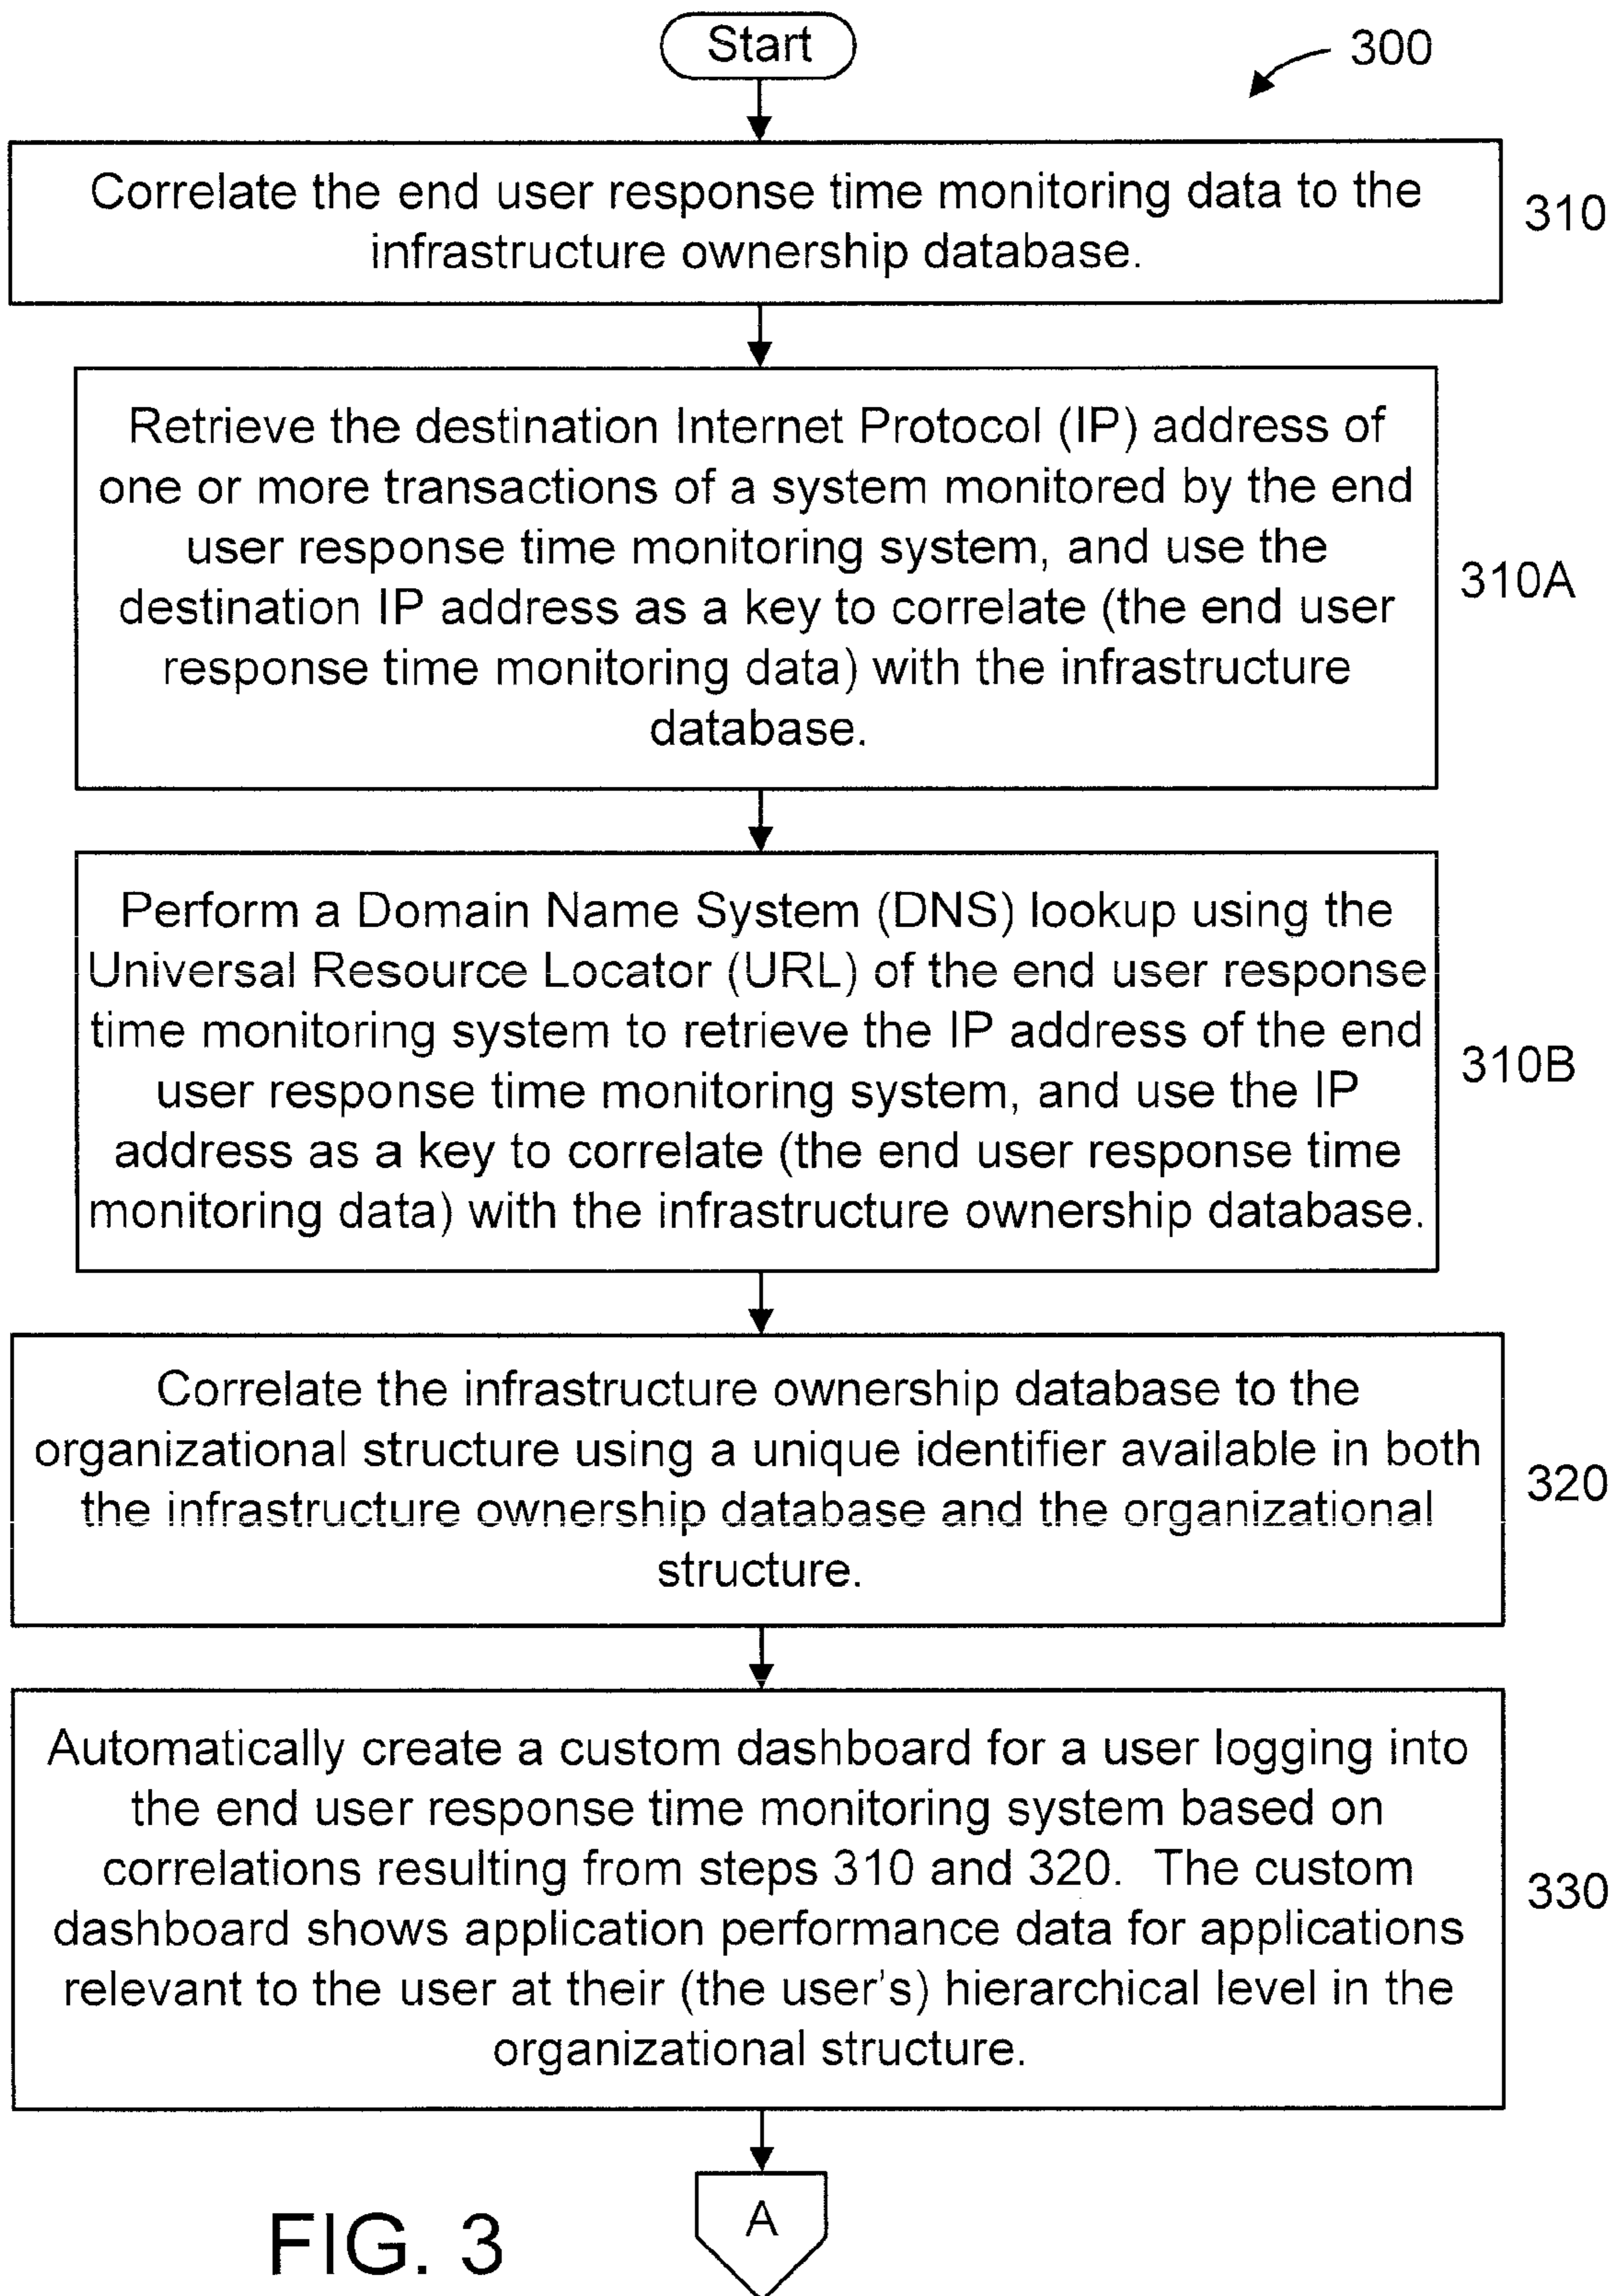 Start
300
Correlate the end user response time monitoring data to the
infrastructure ownership database.
310
Retrieve the destination Internet Protocol (IP) address of
one or more transactions of a system monitored by the end
user response time monitoring system, and use the
destination IP address as a key to correlate (the end user
response time monitoring data) with the infrastructure
database.
310A
Perform a Domain Name System (DNS) lookup using the
Universal Resource Locator (URL) of the end user response
time monitoring system to retrieve the IP address of the end
user response time monitoring system, and use the IP
address as a key to correlate (the end user response time
monitoring data) with the infrastructure ownership database.
310B
Correlate the infrastructure ownership database to the
organizational structure using a unique identifier available in both
the infrastructure ownership database and the organizational
structure.
320
Automatically create a custom dashboard for a user logging into
the end user response time monitoring system based on
correlations resulting from steps 310 and 320.  The custom
dashboard shows application performance data for applications
relevant to the user at their (the user's) hierarchical level in the
organizational structure.
330
A
FIG. 3